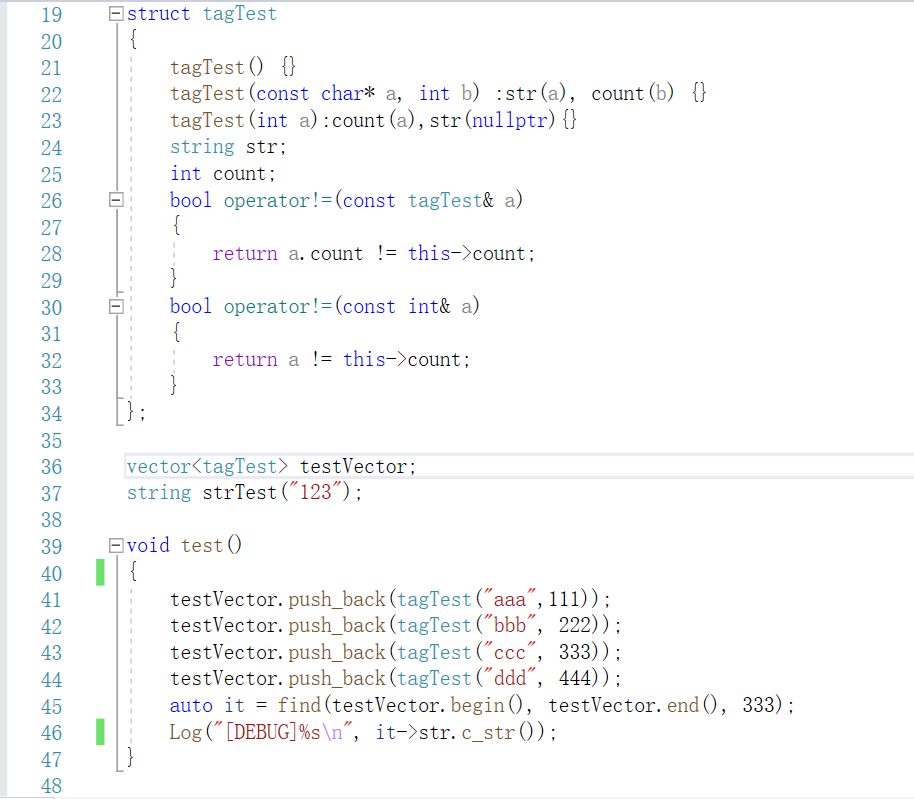 19 struct tagTest
20 {
21 tagTest() {}
22 tagTest(const char* a, int b) :str(a), count(b) {}
23 tagTest(int a):count(a),str(nullptr){}
24 string str;
25 int count;
26 bool operator!=(const tagTest& a)
27 {
28 return a.count != this->count;
29 }
30 bool operator!=(const int& a)
31 {
32 return a != this->count;
33 }
34 };
35
36 vector<tagTest> testVector;
37 string strTest("123");
38
39 void test()
40 {
41 testVector.push_back(tagTest("aaa",111));
42 testVector.push_back(tagTest("bbb", 222));
43 testVector.push_back(tagTest("ccc", 333));
44 testVector.push_back(tagTest("ddd", 444));
45 auto it = find(testVector.begin(), testVector.end(), 333);
46 Log("[DEBUG]%s\n", it->str.c_str());
47 }
48